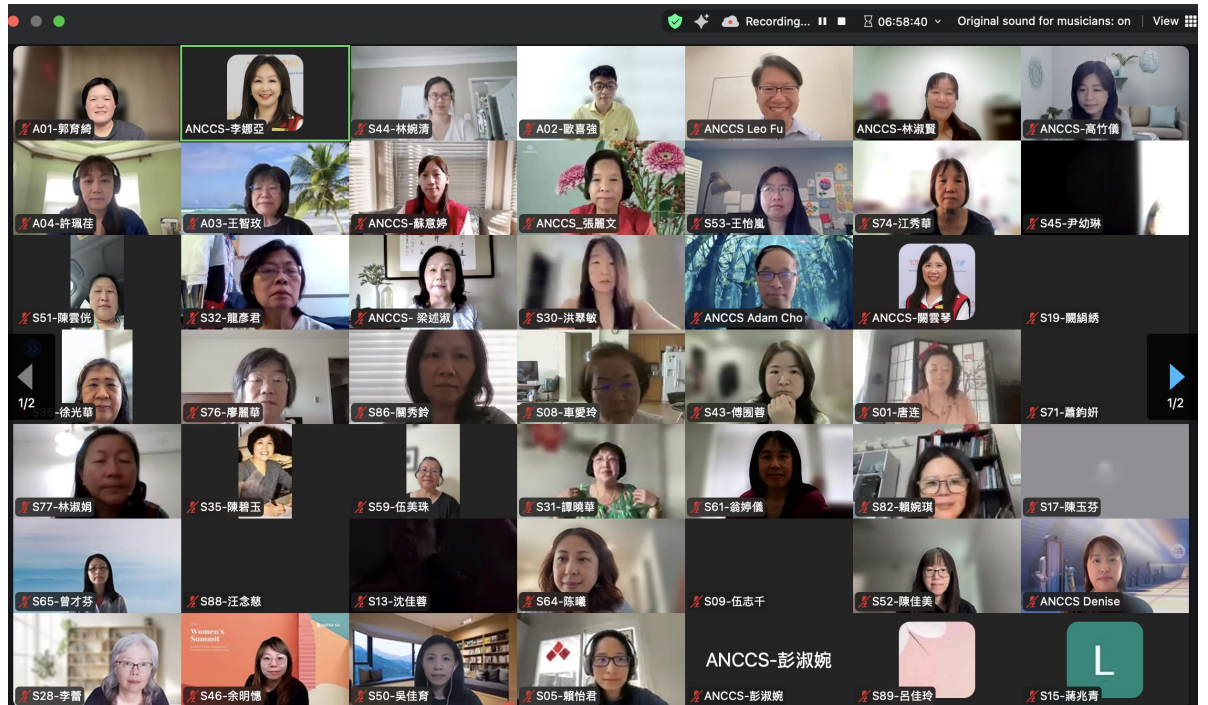 Recording...
06:58:40
Original sound for musicians: on
View
A01-郭育綺
ANCCS-李娜亞
S44-林婉清
A02-歐喜強
ANCCS Leo Fu
ANCCS-林淑賢
ANCCS-高竹儀
A04-許珮荏
A03-王智玫
ANCCS-蘇意婷
ANCCS_張麗文
S53-王怡嵐
S74-江秀華
S45-尹幼琳
S51-陳雲侊
S32-龍彥君
ANCCS- 梁述淑
S30-洪翠敏
ANCCS Adam Cho
ANCCS-闕雲琴
S19-闕絹綉
1/2
徐光華
S76-廖麗華
S86-關秀鈴
S08-車愛玲
S43-傅囿蓉
S01-唐连
S71-蕭鈞妍
1/2
S77-林淑娟
S35-陳碧玉
S59-伍美珠
S31-譚曉華
S61-翁婷儀
S82-賴婉琪
S17-陳玉芬
S65-曾才芬
S88-汪念慈
S13-沈佳蓉
S64-陈曦
S09-伍志千
S52-陳佳美
ANCCS Denise
Women's
Summit
S28-李蕾
S46-余明憓
S50-吳佳育
S05-賴怡君
ANCCS-彭淑婉
ANCCS-彭淑婉
S89-呂佳玲
L
S15-蔣兆青